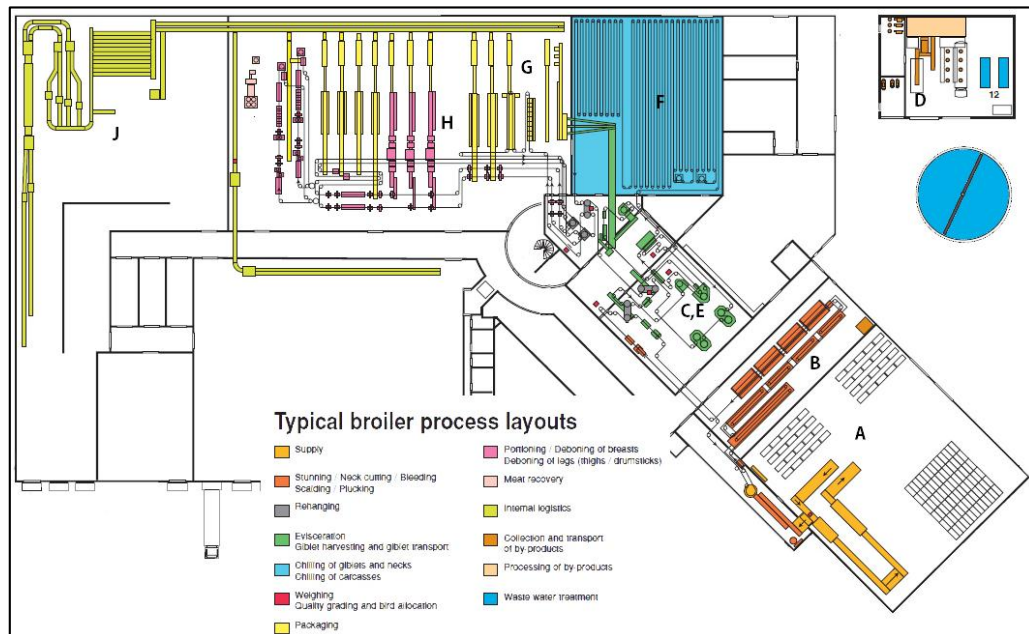 J
H
G
F
D
12
C,E
B
A
Typical broiler process layouts
Supply
Stunning / Neck cutting / Bleeding
Scalding / Plucking
Rehanging
Evisceration
Giblet harvesting and giblet transport
Chilling of giblets and necks
Chilling of carcasses
Weighing
Quality grading and bird allocation
Packaging
Portioning / Deboning of breasts
Deboning of legs (thighs / drumsticks)
Meat recovery
Internal logistics
Collection and transport
of by-products
Processing of by-products
Waste water treatment